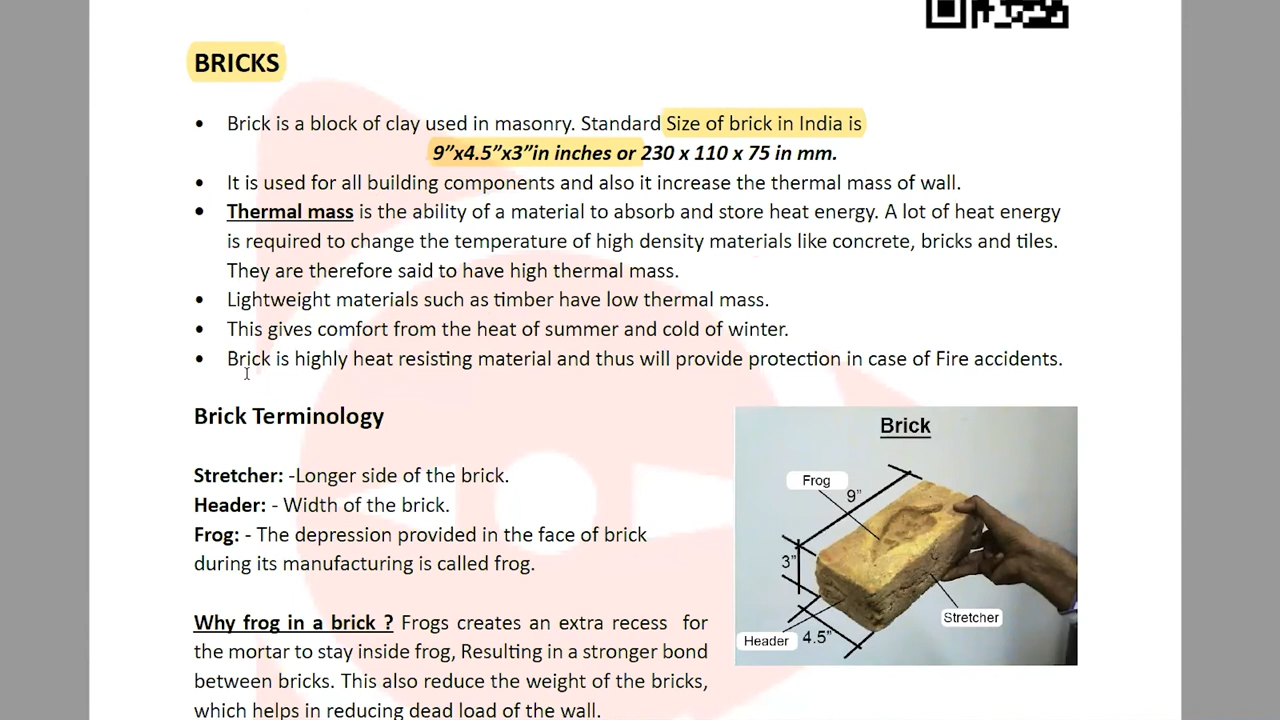 BRICKS
• Brick is a block of clay used in masonry. Standard Size of brick in India is
9”x4.5”x3”in inches or 230 x 110 x 75 in mm.
• It is used for all building components and also it increase the thermal mass of wall.
• Thermal mass is the ability of a material to absorb and store heat energy. A lot of heat energy
is required to change the temperature of high density materials like concrete, bricks and tiles.
They are therefore said to have high thermal mass.
• Lightweight materials such as timber have low thermal mass.
• This gives comfort from the heat of summer and cold of winter.
• Brick is highly heat resisting material and thus will provide protection in case of Fire accidents.
Brick Terminology
Stretcher: -Longer side of the brick.
Header: - Width of the brick.
Frog: - The depression provided in the face of brick
during its manufacturing is called frog.
Why frog in a brick ? Frogs creates an extra recess for
the mortar to stay inside frog, Resulting in a stronger bond
between bricks. This also reduce the weight of the bricks,
which helps in reducing dead load of the wall.
Brick
Frog
9”
3”
Stretcher
Header
4.5”